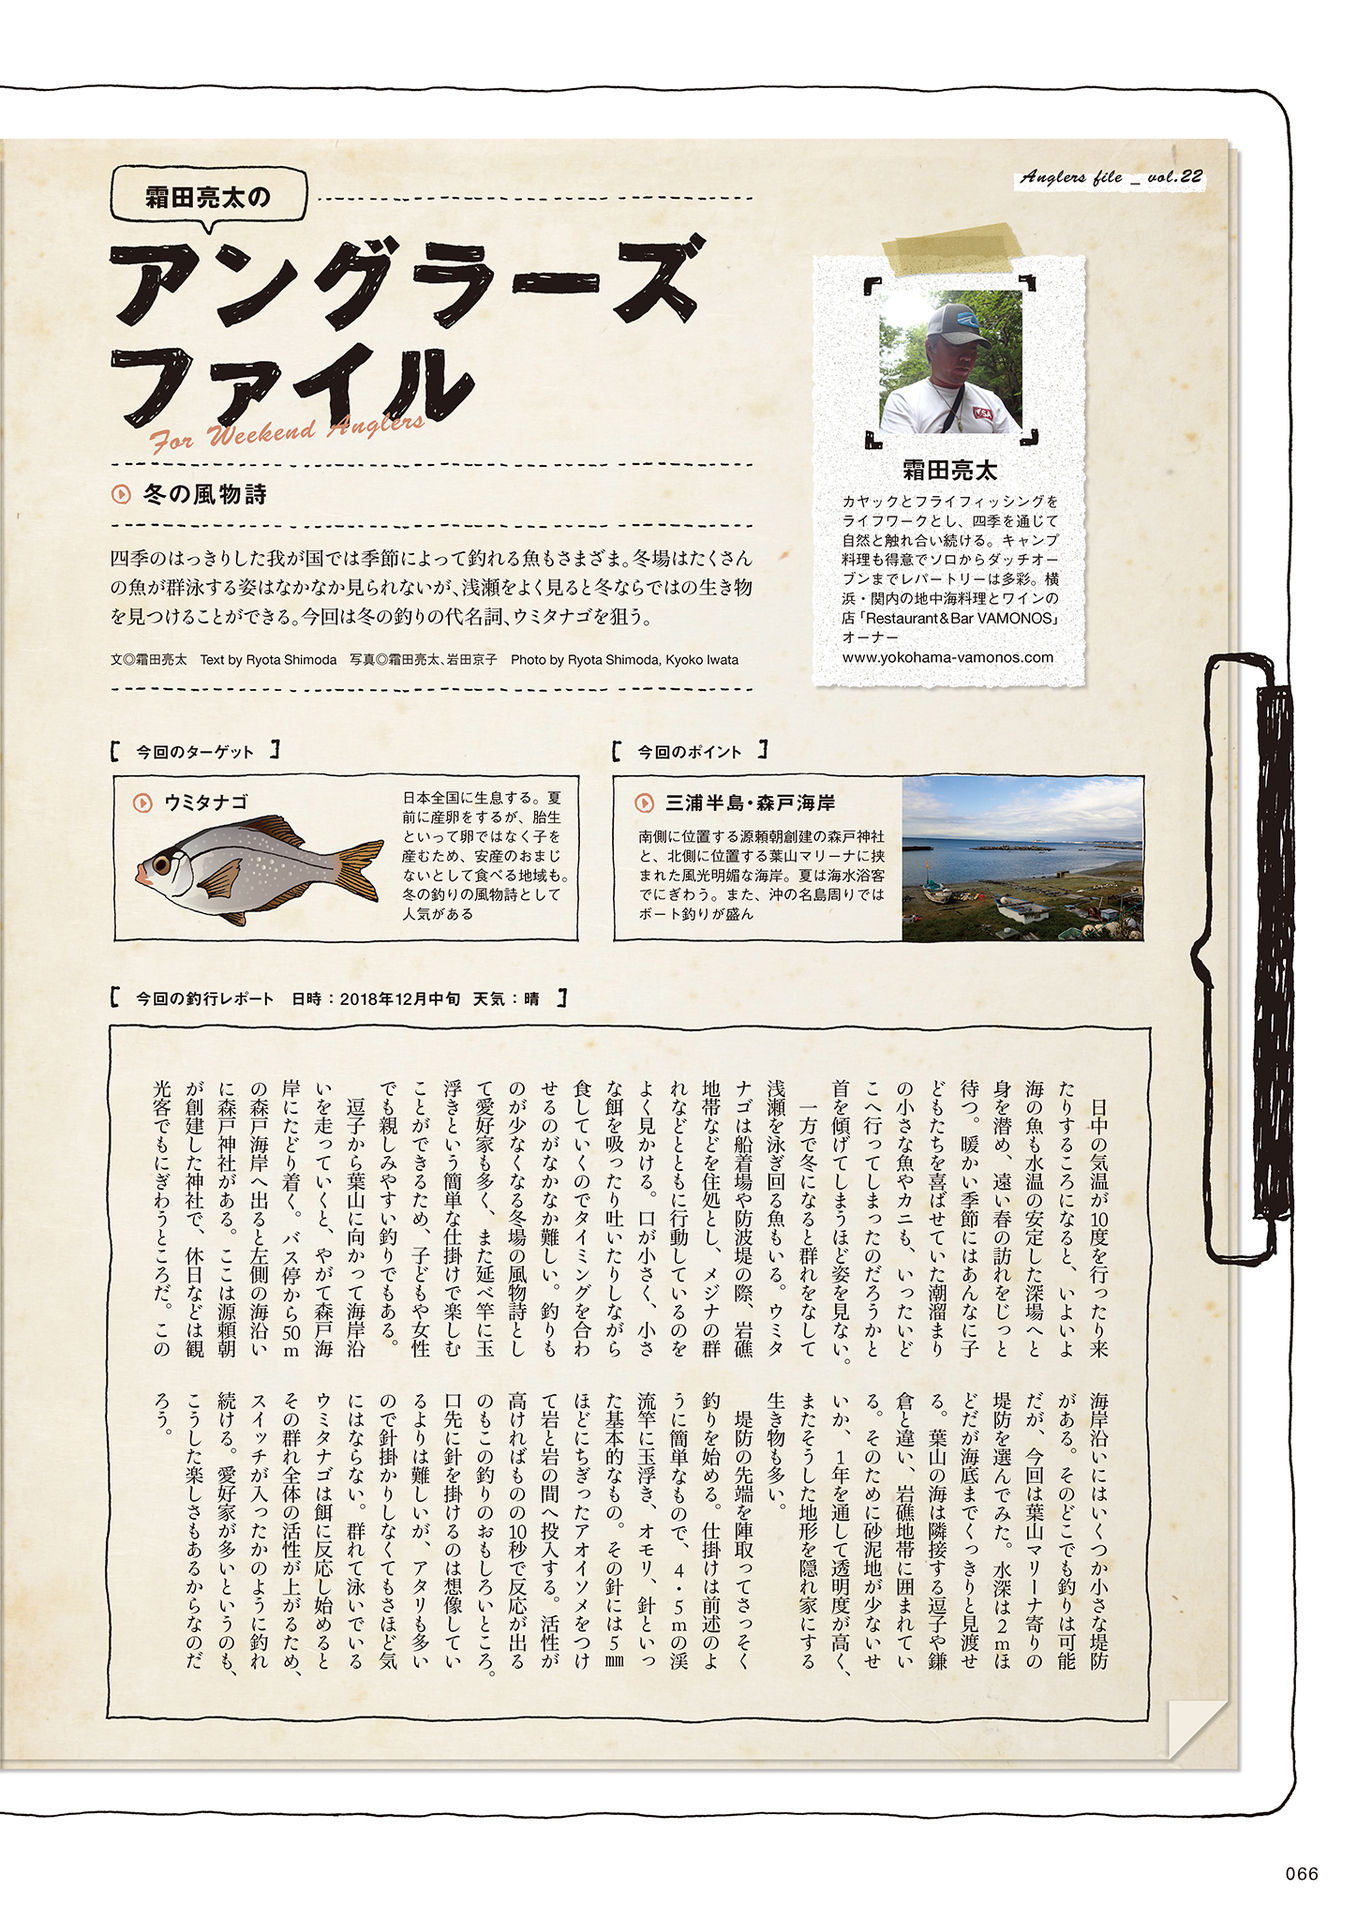 Anglers file _ vol.22
霜田亮太の
アングラーズ
ファイル
For Weekend Anglers
冬の風物詩
四季のはっきりした我が国では季節によって釣れる魚もさまざま。冬場はたくさん
の魚が群泳する姿はなかなか見られないが、浅瀬をよく見ると冬ならではの生き物
を見つけることができる。今回は冬の釣りの代名詞、ウミタナゴを狙う。
文◎霜田亮太 Text by Ryota Shimoda 写真◎霜田亮太、岩田京子 Photo by Ryota Shimoda, Kyoko Iwata
霜田亮太
カヤックとフライフィッシングを
ライフワークとし、四季を通じて
自然と触れ合い続ける。キャンプ
料理も得意でソロからダッチオー
ブンまでレパートリーは多彩。横
浜・関内の地中海料理とワインの
店「Restaurant&Bar VAMONOS」
オーナー
www.yokohama-vamonos.com
[ 今回のターゲット ]
ウミタナゴ
日本全国に生息する。夏
前に産卵をするが、胎生
といって卵ではなく子を
産むため、安産のおまじ
ないとして食べる地域も。
冬の釣りの風物詩として
人気がある
[ 今回のポイント ]
三浦半島・森戸海岸
南側に位置する源頼朝創建の森戸神社
と、北側に位置する葉山マリーナに挟
まれた風光明媚な海岸。夏は海水浴客
でにぎわう。また、沖の名島周りでは
ボート釣りが盛ん
[ 今回の釣行レポート 日時：2018年12月中旬 天気：晴 ]
日中の気温が10度を行ったり来
たりするころになると、いよいよ
海の魚も水温の安定した深場へと
身を潜め、遠い春の訪れをじっと
待つ。暖かい季節にはあんなに子
どもたちを喜ばせていた潮溜まり
の小さな魚やカニも、いったいど
こへ行ってしまったのだろうかと
首を傾げてしまうほど姿を見ない。
一方で冬になると群れをなして
浅瀬を泳ぎ回る魚もいる。ウミタ
ナゴは船着場や防波堤の際、岩礁
地帯などを住処とし、メジナの群
れなどとともに行動しているのを
よく見かける。口が小さく、小さ
な餌を吸ったり吐いたりしながら
食していくのでタイミングを合わ
せるのがなかなか難しい。釣りも
のが少なくなる冬場の風物詩とし
て愛好家も多く、また延べ竿に玉
浮きという簡単な仕掛けで楽しむ
ことができるため、子どもや女性
でも親しみやすい釣りでもある。
逗子から葉山に向かって海岸沿
いを走っていくと、やがて森戸海
岸にたどり着く。バス停から50m
の森戸海岸へ出ると左側の海沿い
に森戸神社がある。ここは源頼朝
が創建した神社で、休日などは観
光客でもにぎわうところだ。この
海岸沿いにはいくつか小さな堤防
がある。そのどこでも釣りは可能
だが、今回は葉山マリーナ寄りの
堤防を選んでみた。水深は2mほ
どだが海底までくっきりと見渡せ
る。葉山の海は隣接する逗子や鎌
倉と違い、岩礁地帯に囲まれてい
る。そのために砂泥地が少ないせ
いか、1年を通して透明度が高く、
またそうした地形を隠れ家にする
生き物も多い。
堤防の先端を陣取ってさっそく
釣りを始める。仕掛けは前述のよ
うに簡単なもので、4・5mの渓
流竿に玉浮き、オモリ、針といっ
た基本的なもの。その針には5㎜
ほどにちぎったアオイソメをつけ
て岩と岩の間へ投入する。活性が
高ければものの10秒で反応が出る
のもこの釣りのおもしろいところ。
口先に針を掛けるのは想像してい
るよりは難しいが、アタリも多い
ので針掛かりしなくてもさほど気
にはならない。群れて泳いでいる
ウミタナゴは餌に反応し始めると
その群れ全体の活性が上がるため、
スイッチが入ったかのように釣れ
続ける。愛好家が多いというのも、
こうした楽しさもあるからなのだ
ろう。
066